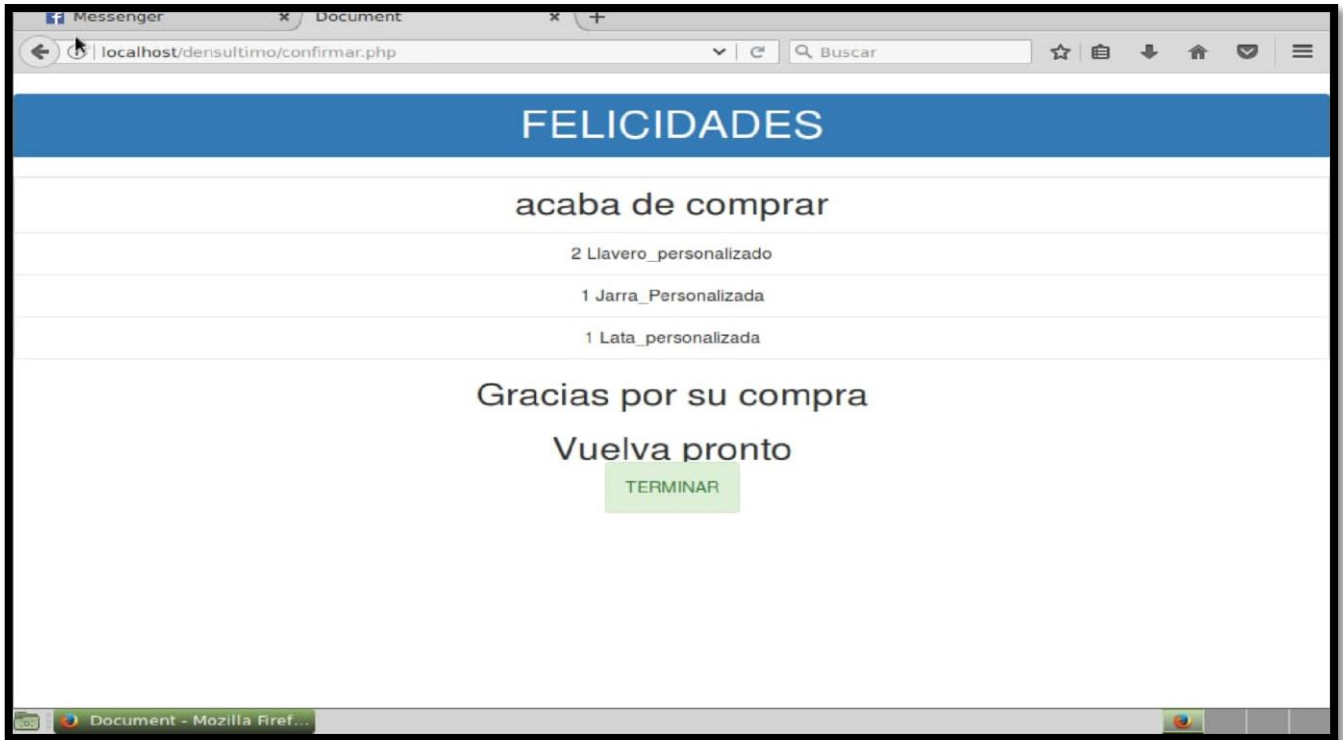 Messenger
Document
localhost/densultimo/confirmar.php
Buscar
FELICIDADES
acaba de comprar
2 Llavero_personalizado
1 Jarra_Personalizada
1 Lata_personalizada
Gracias por su compra
Vuelva pronto
TERMINAR
Document - Mozilla Firef...